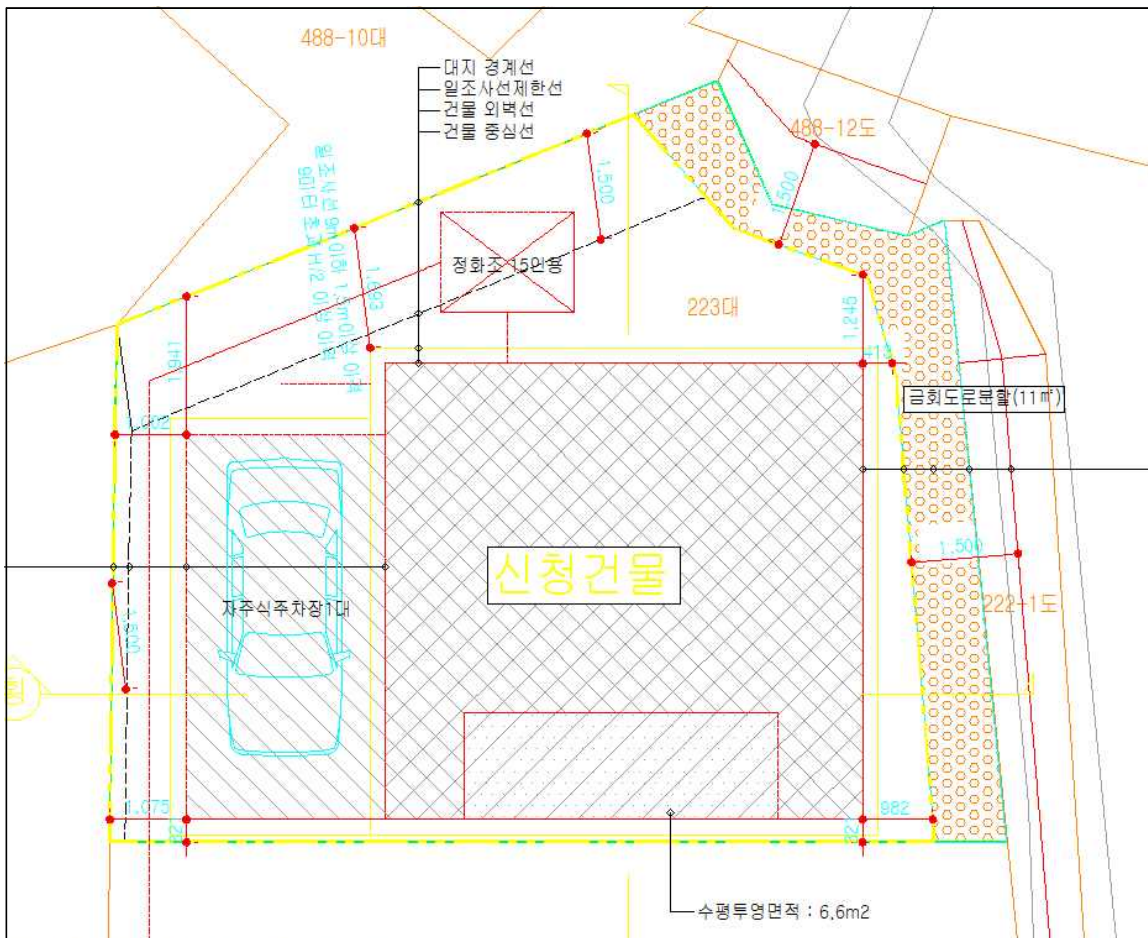 488-10대
대지 경계선
일조사선제한선
건물 외벽선
건물 중심선
488-12도
1.500
1.500
일조사선 9M 이하 1.5m이상 이격
9미터 초과 H/2 이상 이격
정화조 15인용
1.693
223대
1.941
1.245
금회도로분할(11㎡)
1.500
신청건물
222-1도
자주식주차장1대
1.500
1.075
982
수평투영면적 : 6.6m2